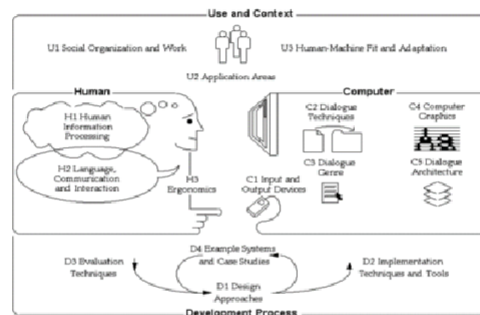 Use and Context
U1 Social Organization and Work
U3 Human-Machine Fit and Adaptation
U2 Application Areas
Human
Computer
H1 Human
Information
Processing
C2 Dialogue
Techniques
C4 Computer
Graphics
Aa
H2 Language,
Communication
and Interaction
H3
Ergonomics
C1 Input and
Output Devices
C3 Dialogue
Genre
C5 Dialogue
Architecture
D3 Evaluation
Techniques
D4 Example Systems
and Case Studies
D2 Implementation
Techniques and Tools
D1 Design
Approaches
Development Process